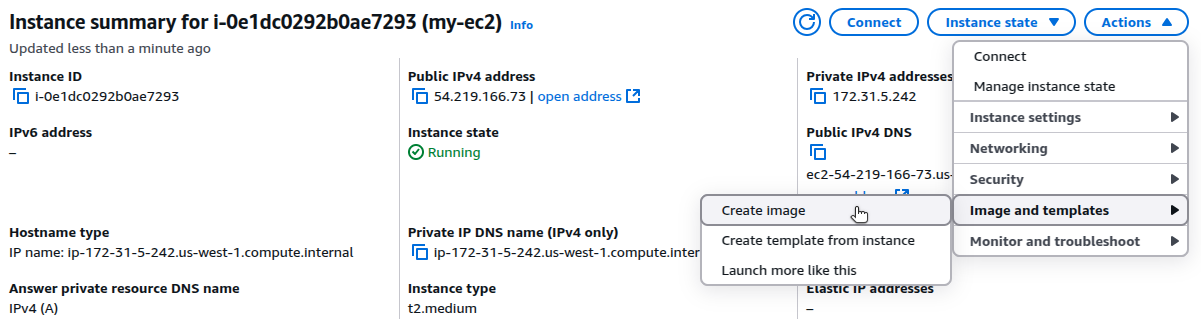 Instance summary for i-0e1dc0292b0ae7293 (my-ec2) Info
Connect
Instance state
Actions
Updated less than a minute ago
Instance ID
i-0e1dc0292b0ae7293
Public IPv4 address
54.219.166.73 | open address
Private IPv4 addresses
172.31.5.242
IPv6 address
–
Instance state
Running
Public IPv4 DNS
ec2-54-219-166-73.us-
Hostname type
IP name: ip-172-31-5-242.us-west-1.compute.internal
Private IP DNS name (IPv4 only)
ip-172-31-5-242.us-west-1.compute.inter
Answer private resource DNS name
IPv4 (A)
Instance type
t2.medium
Elastic IP addresses
–
Connect
Manage instance state
Instance settings
Networking
Security
Image and templates
Monitor and troubleshoot
Create image
Create template from instance
Launch more like this